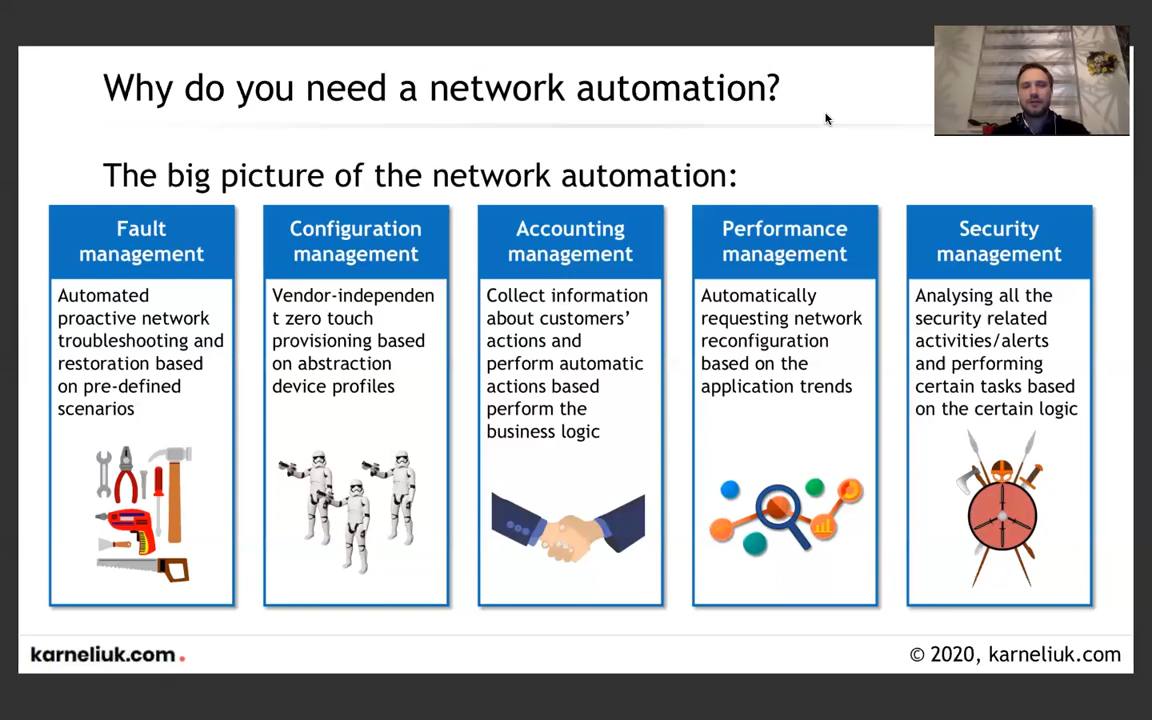 Why do you need a network automation?
The big picture of the network automation:
Fault
management
Automated
proactive network
troubleshooting and
restoration based
on pre-defined
scenarios
Configuration
management
Vendor-independen
t zero touch
provisioning based
on abstraction
device profiles
Accounting
management
Collect information
about customers’
actions and
perform automatic
actions based
perform the
business logic
Performance
management
Automatically
requesting network
reconfiguration
based on the
application trends
Security
management
Analysing all the
security related
activities/alerts
and performing
certain tasks based
on the certain logic
karneliuk.com.
© 2020, karneliuk.com